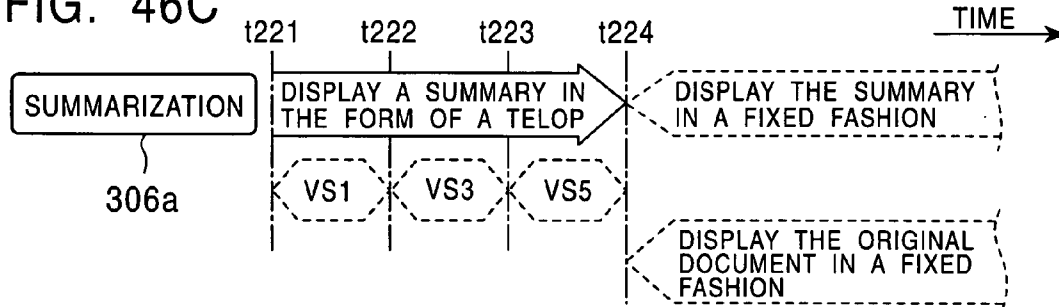 FIG. 46C
t221 t222 t223 t224
TIME
SUMMARIZATION
DISPLAY A SUMMARY IN
THE FORM OF A TELOP
DISPLAY THE SUMMARY
IN A FIXED FASHION
306a
VS1 VS3 VS5
DISPLAY THE ORIGINAL
DOCUMENT IN A FIXED
FASHION